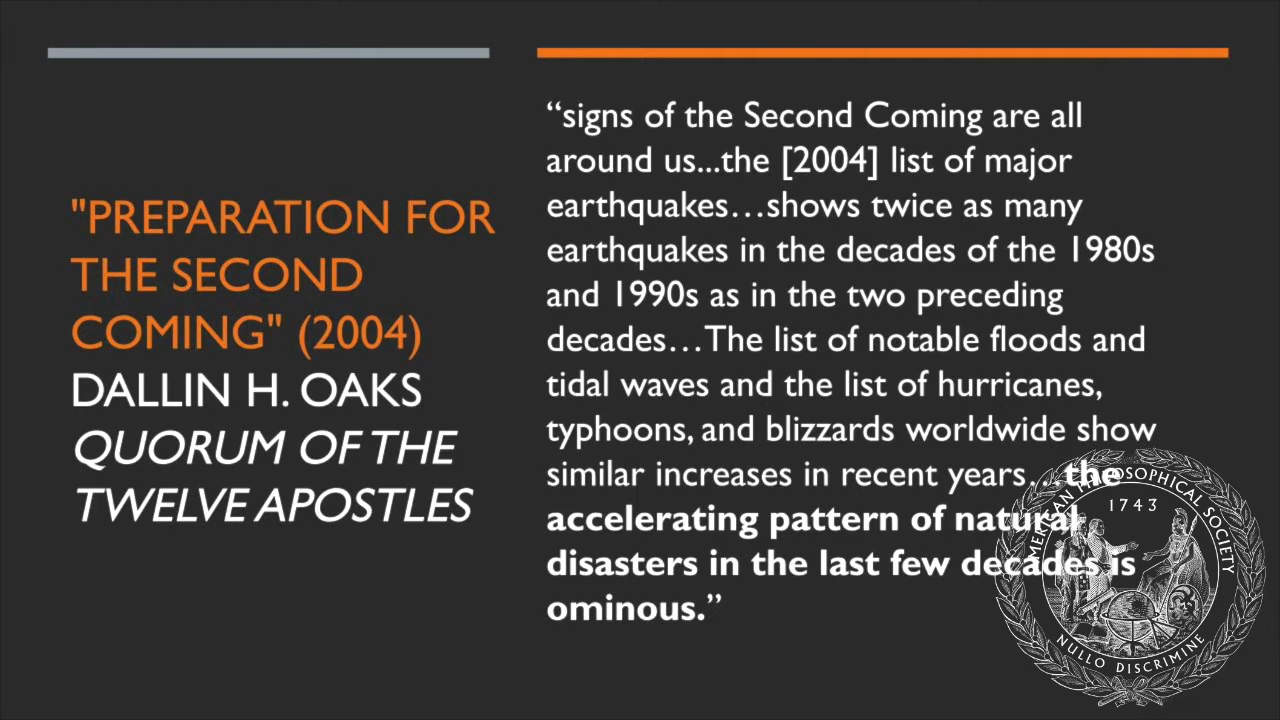 "PREPARATION FOR
THE SECOND
COMING" (2004)
DALLIN H. OAKS
QUORUM OF THE
TWELVE APOSTLES
“signs of the Second Coming are all
around us...the [2004] list of major
earthquakes…shows twice as many
earthquakes in the decades of the 1980s
and 1990s as in the two preceding
decades…The list of notable floods and
tidal waves and the list of hurricanes,
typhoons, and blizzards worldwide show
similar increases in recent years…the
accelerating pattern of natural
disasters in the last few decades is
ominous.”
AMERICAN PHILOSOPHICAL SOCIETY
1743
NULLO DISCRIMINE